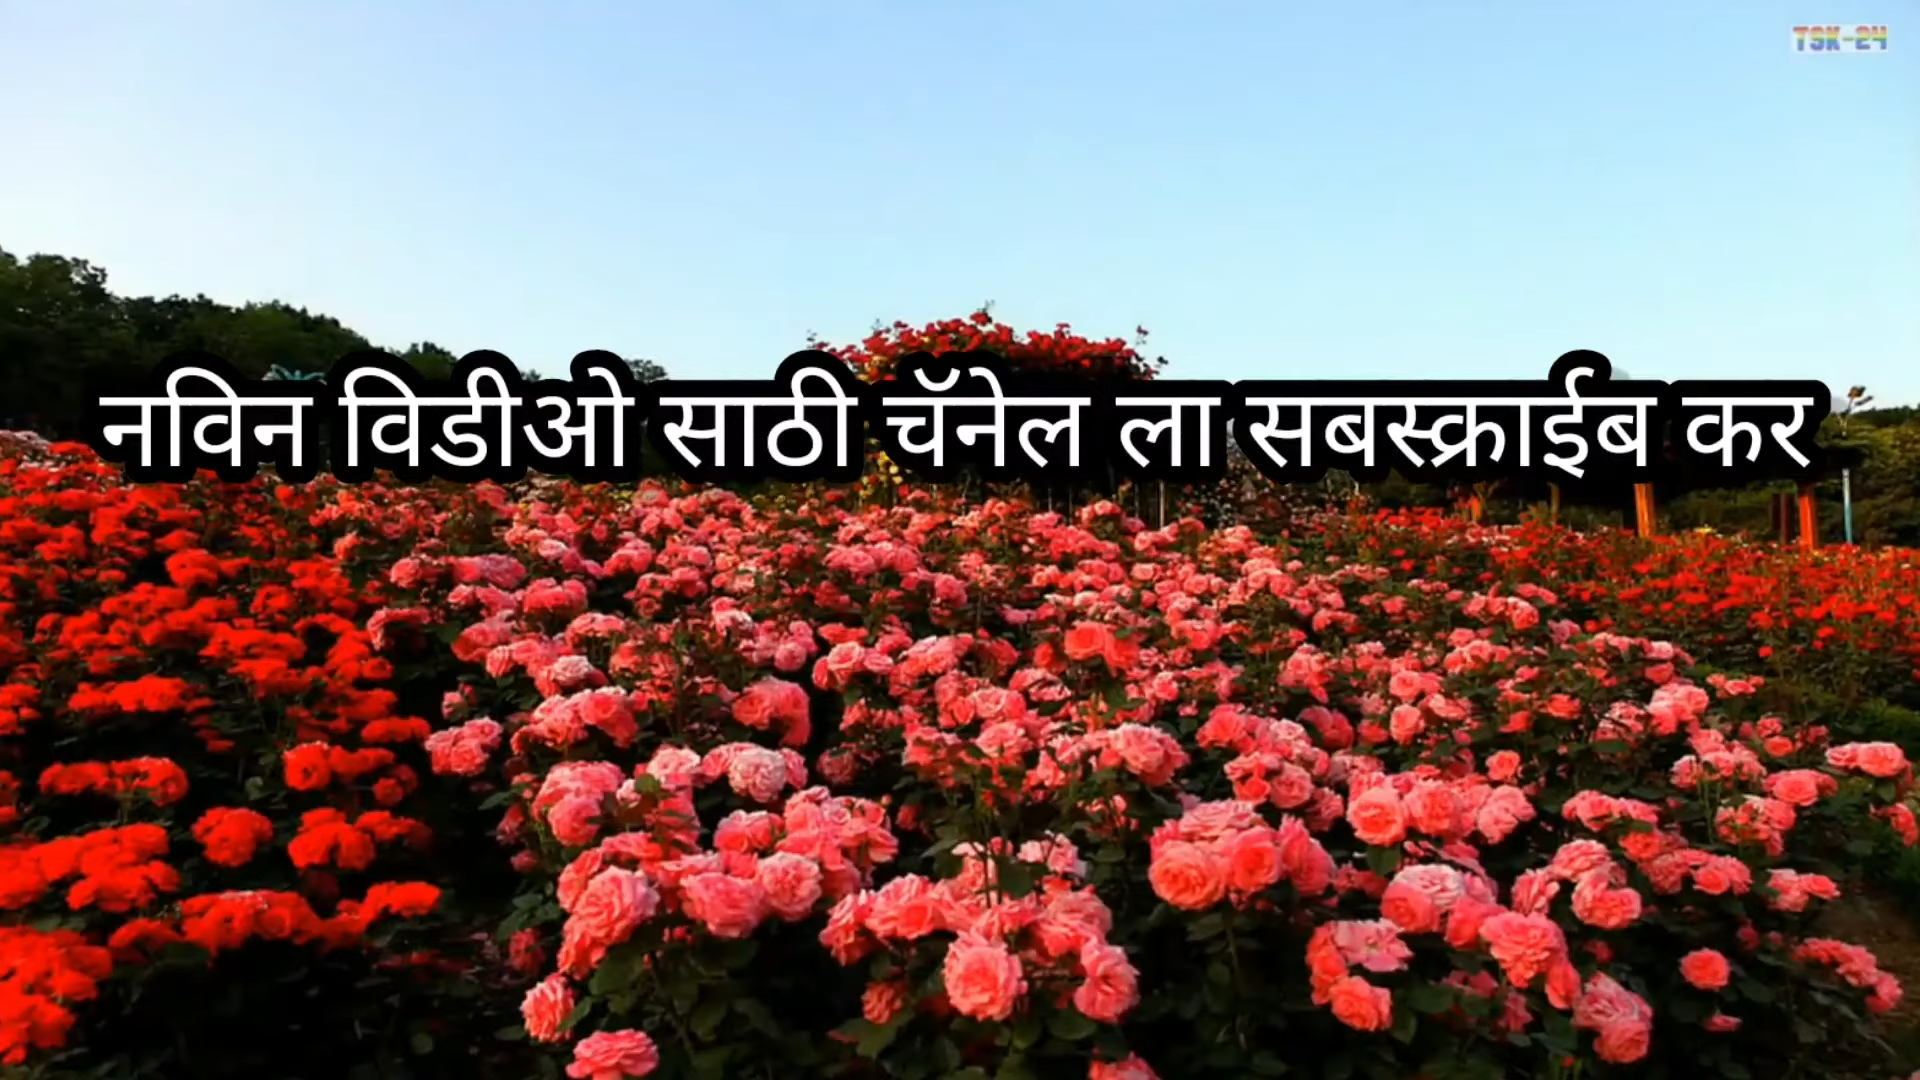 TSK-24
नविन विडीओ साठी चॅनेल ला सबस्क्राईब कर